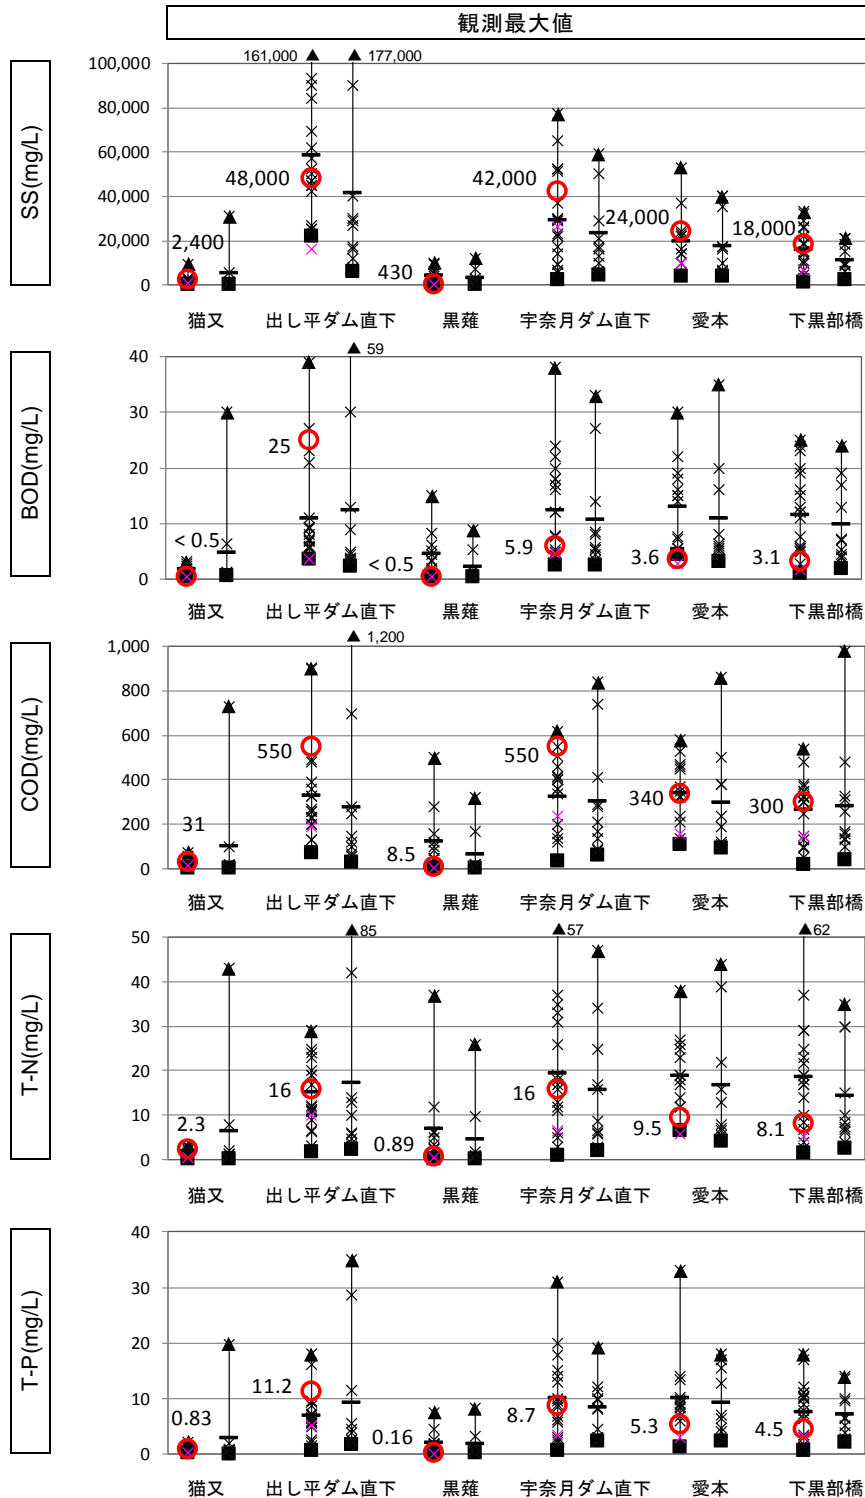 観測最大値
161,000
177,000
SS(mg/L)
100,000
80,000
60,000
40,000
20,000
0
2,400
48,000
430
42,000
24,000
18,000
猫又
出し平ダム直下
黒薙
宇奈月ダム直下
愛本
下黒部橋
59
BOD(mg/L)
40
30
20
10
0
< 0.5
25
< 0.5
5.9
3.6
3.1
猫又
出し平ダム直下
黒薙
宇奈月ダム直下
愛本
下黒部橋
1,200
COD(mg/L)
1,000
800
600
400
200
0
31
550
8.5
550
340
300
猫又
出し平ダム直下
黒薙
宇奈月ダム直下
愛本
下黒部橋
85
57
62
T-N(mg/L)
50
40
30
20
10
0
2.3
16
0.89
16
9.5
8.1
猫又
出し平ダム直下
黒薙
宇奈月ダム直下
愛本
下黒部橋
T-P(mg/L)
40
30
20
10
0
0.83
11.2
0.16
8.7
5.3
4.5
猫又
出し平ダム直下
黒薙
宇奈月ダム直下
愛本
下黒部橋